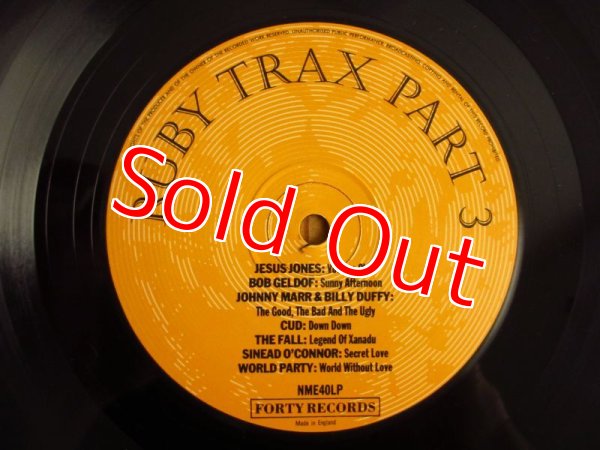 RUBY TRAX PART 3
Sold Out
JESUS JONES:
BOB GELDOF: Sunny Afternoon
JOHNNY MARR & BILLY DUFFY:
The Good, The Bad And The Ugly
CUD: Down Down
THE FALL: Legend Of Xanadu
SINEAD O'CONNOR: Secret Love
WORLD PARTY: World Without Love
NME40LP
FORTY RECORDS
Made in England